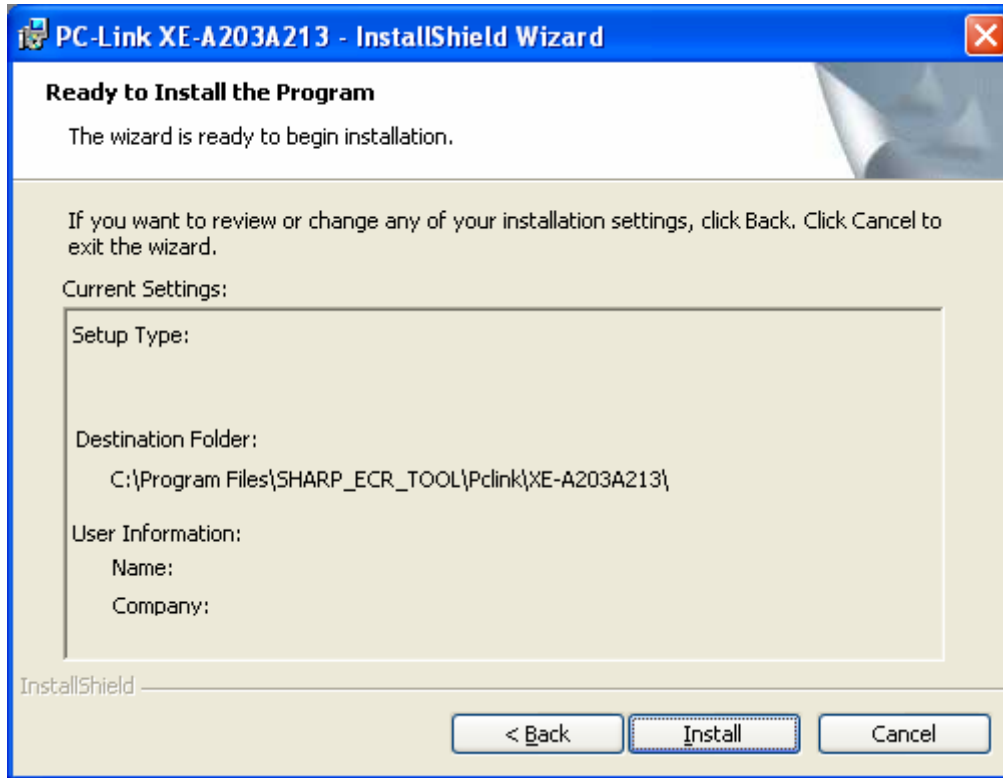 PC-Link XE-A203A213 - InstallShield Wizard
Ready to Install the Program
The wizard is ready to begin installation.
If you want to review or change any of your installation settings, click Back. Click Cancel to
exit the wizard.
Current Settings:
Setup Type:
Destination Folder:
C:\Program Files\SHARP_ECR_TOOL\Pclink\XE-A203A213\
User Information:
Name:
Company:
InstallShield
< Back
Install
Cancel